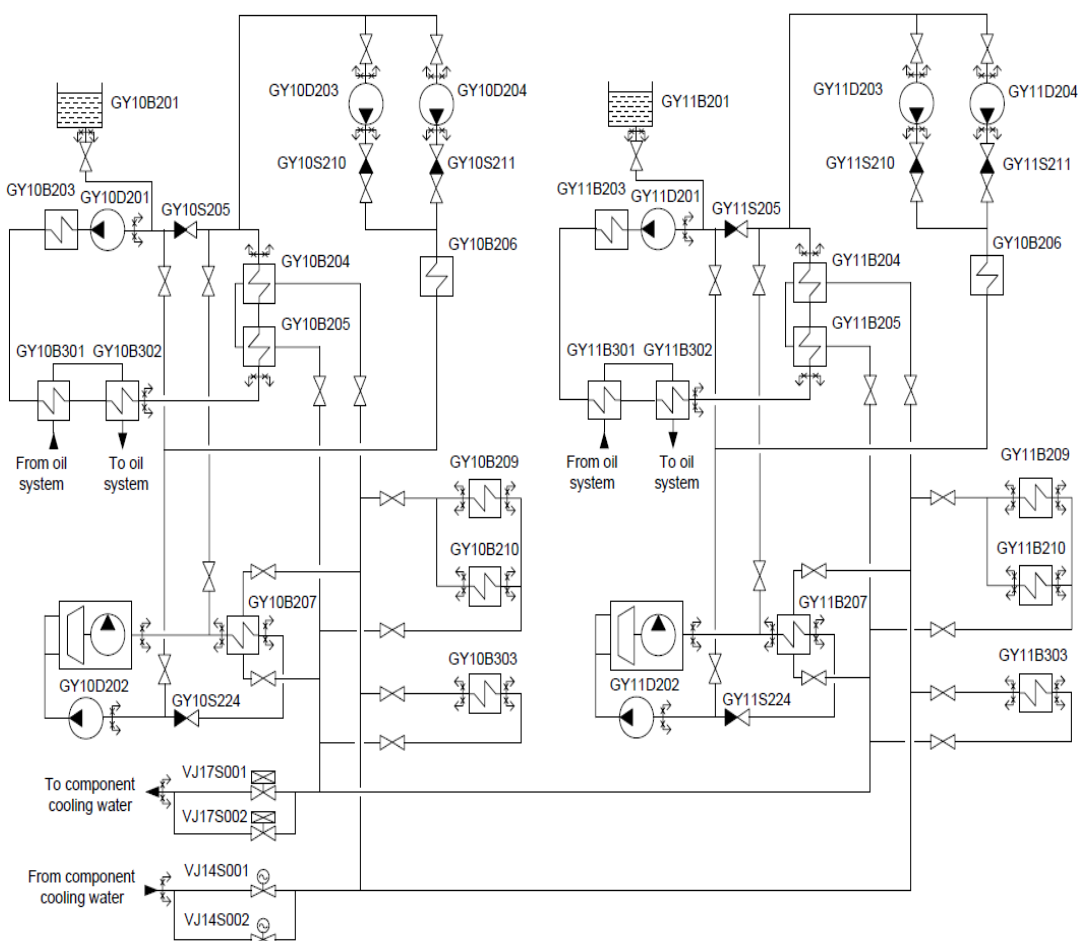 GY10D203
GY10D204
GY11D203
GY11D204
GY10B201
GY11B201
GY10S210
GY10S211
GY11S210
GY11S211
GY10B203
GY10D201
GY10S205
GY11B203
GY11D201
GY11S205
GY10B206
GY10B206
GY10B204
GY11B204
GY10B205
GY11B205
GY10B301
GY10B302
GY11B301
GY11B302
From oil
system
To oil
system
From oil
system
To oil
system
GY10B209
GY11B209
GY10B210
GY11B210
GY10B207
GY11B207
GY10B303
GY11B303
GY10D202
GY10S224
GY11D202
GY11S224
To component
cooling water
VJ17S001
VJ17S002
From component
cooling water
VJ14S001
VJ14S002